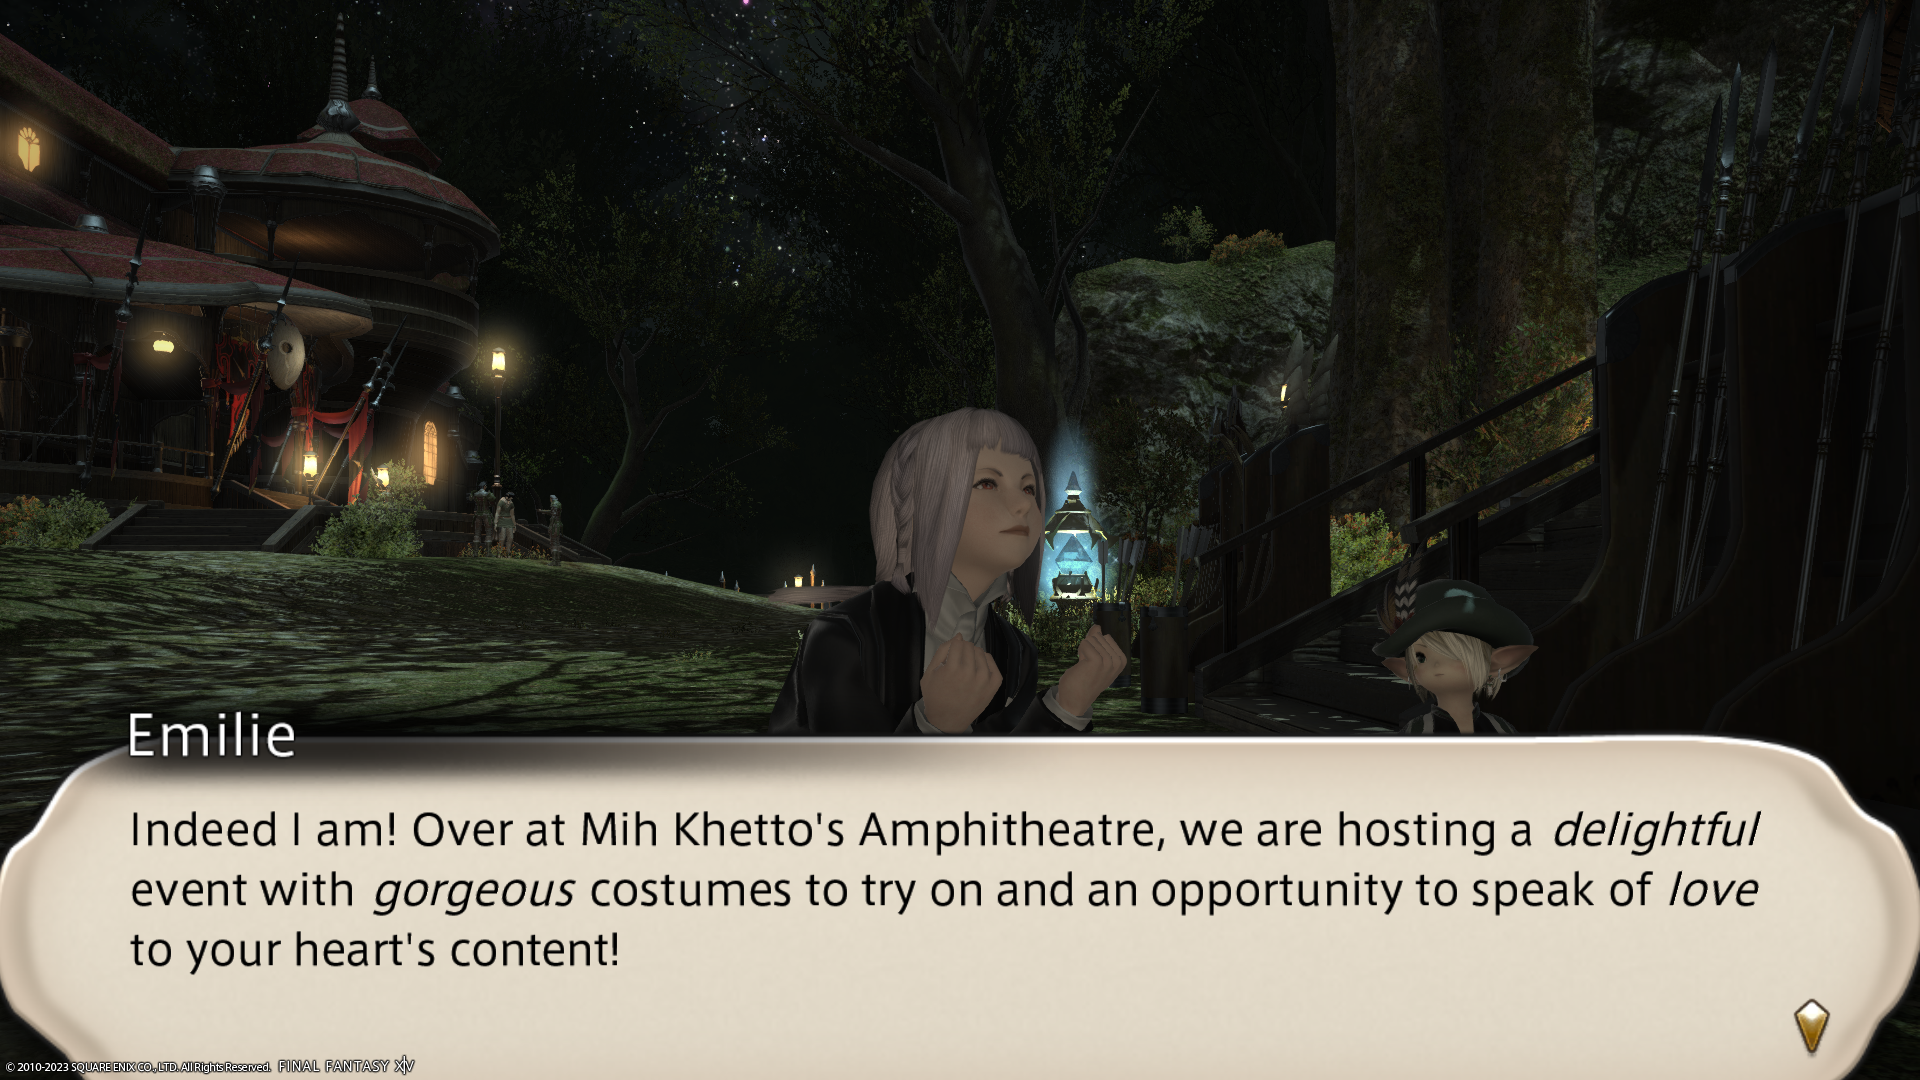 Emilie
Indeed I am! Over at Mih Khetto's Amphitheatre, we are hosting a delightful
event with gorgeous costumes to try on and an opportunity to speak of love
to your heart's content!
© 2010-2023 SQUARE ENIX CO., LTD. All Rights Reserved. FINAL FANTASY XIV